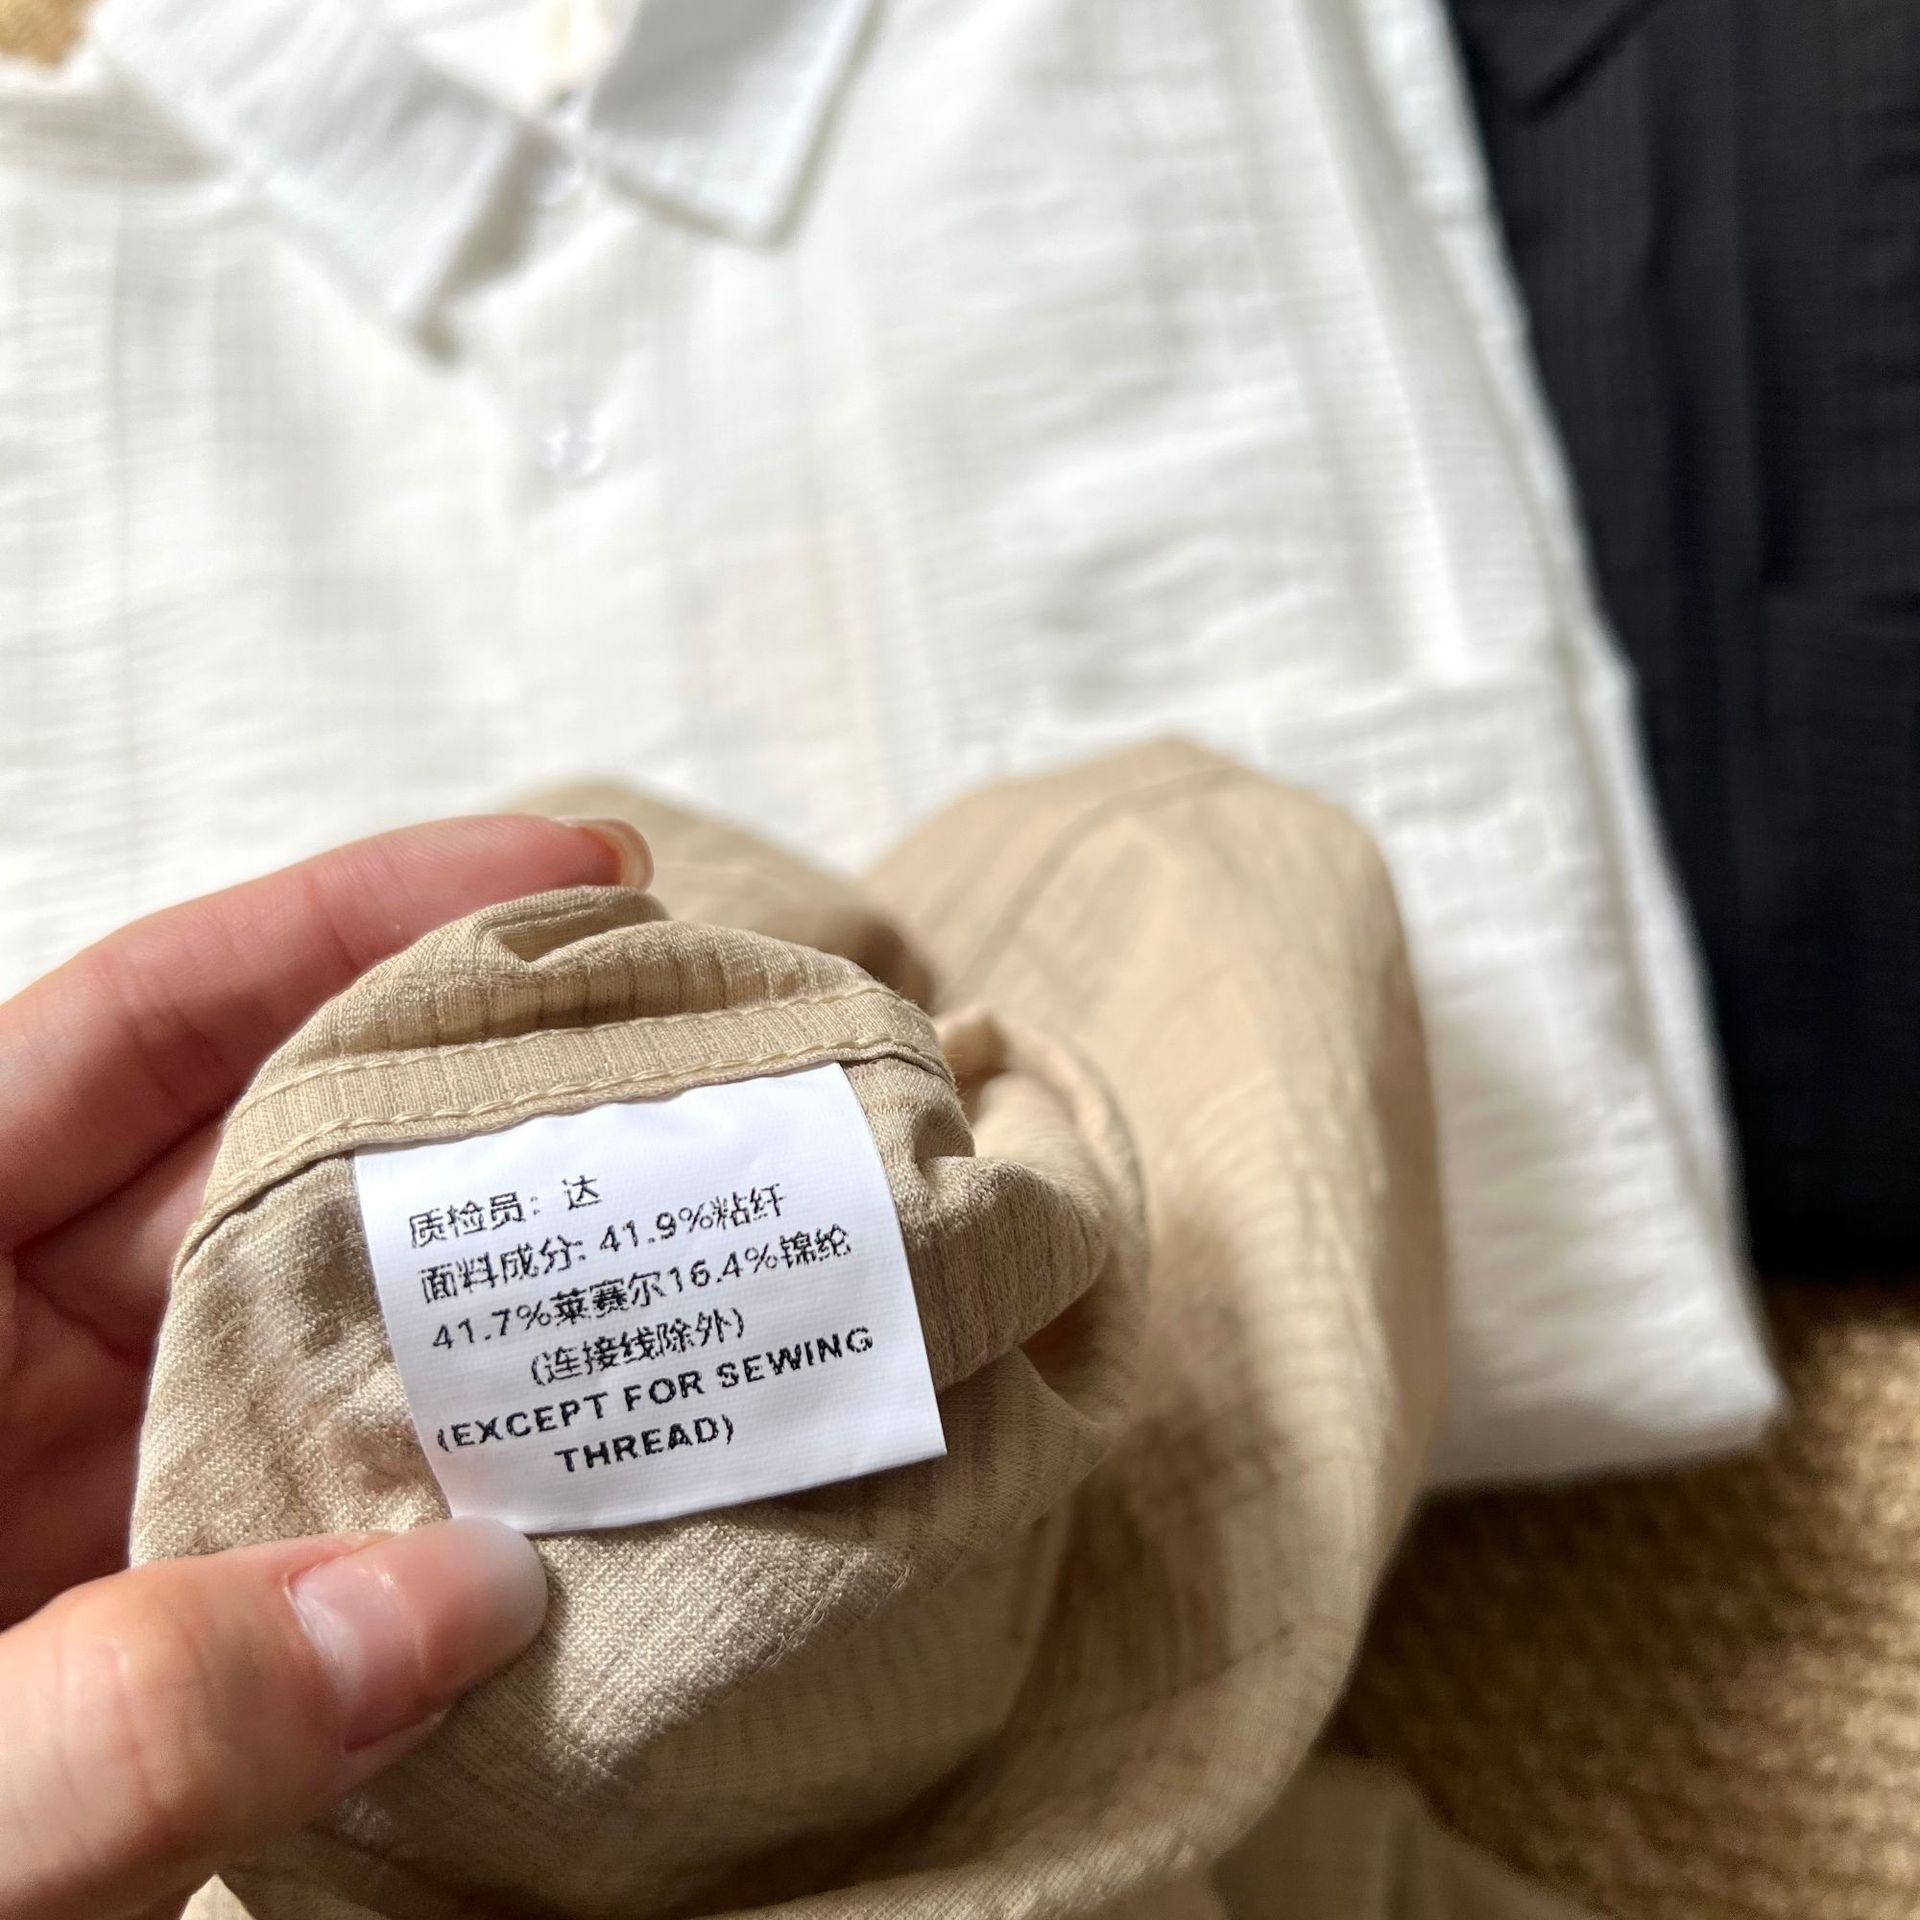 质检员：达
面料成分：41.9%粘纤
41.7%莱赛尔16.4%锦纶
（连接线除外）
(EXCEPT FOR SEWING
THREAD)